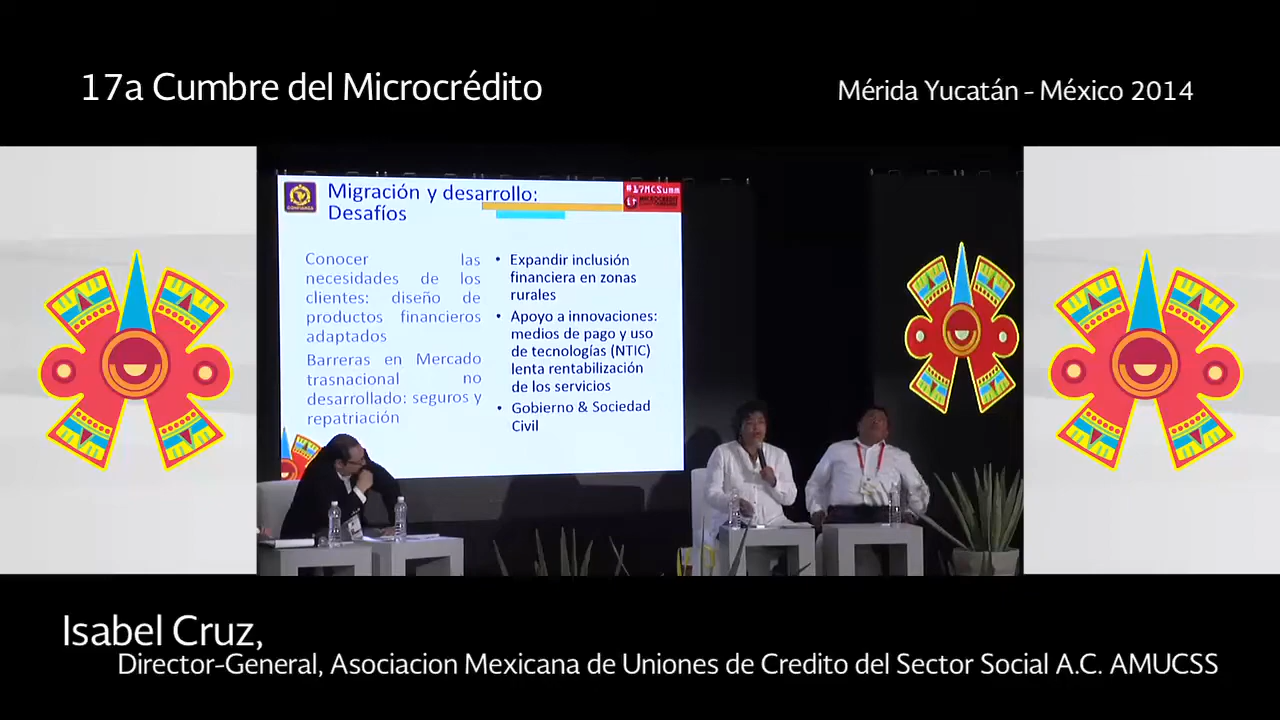 17a Cumbre del Microcrédito
Mérida Yucatán - México 2014
Migración y desarrollo:
Desafíos
#17MCSumm
MICROCREDIT
CONFIANZA
Conocer las
necesidades de los
clientes: diseño de
productos financieros
adaptados
Barreras en Mercado
trasnacional no
desarrollado: seguros y
repatriación
• Expandir inclusión
financiera en zonas
rurales
• Apoyo a innovaciones:
medios de pago y uso
de tecnologías (NTIC)
lenta rentabilización
de los servicios
• Gobierno & Sociedad
Civil
Isabel Cruz,
Director-General, Asociacion Mexicana de Uniones de Credito del Sector Social A.C. AMUCSS